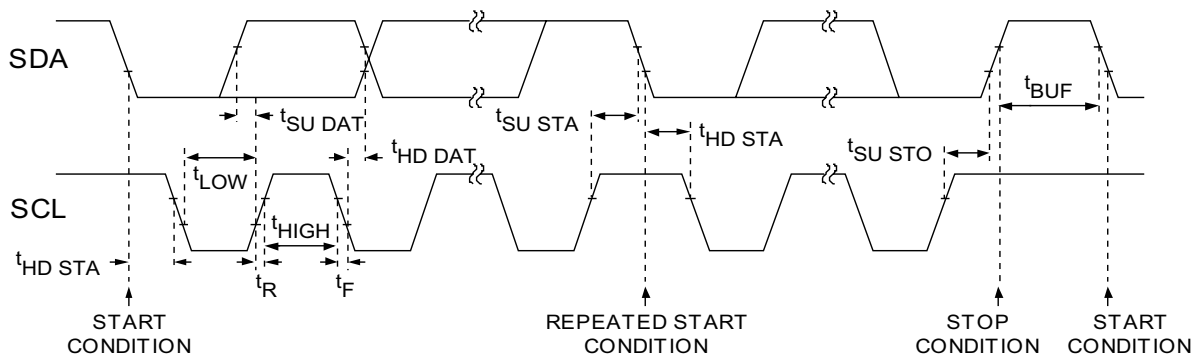 SDA
tBUF
tSU DAT
tSU STA
tHD STA
tHD DAT
tSU STO
tLOW
SCL
tHIGH
tHD STA
tR
tF
START
CONDITION
REPEATED START
CONDITION
STOP
CONDITION
START
CONDITION